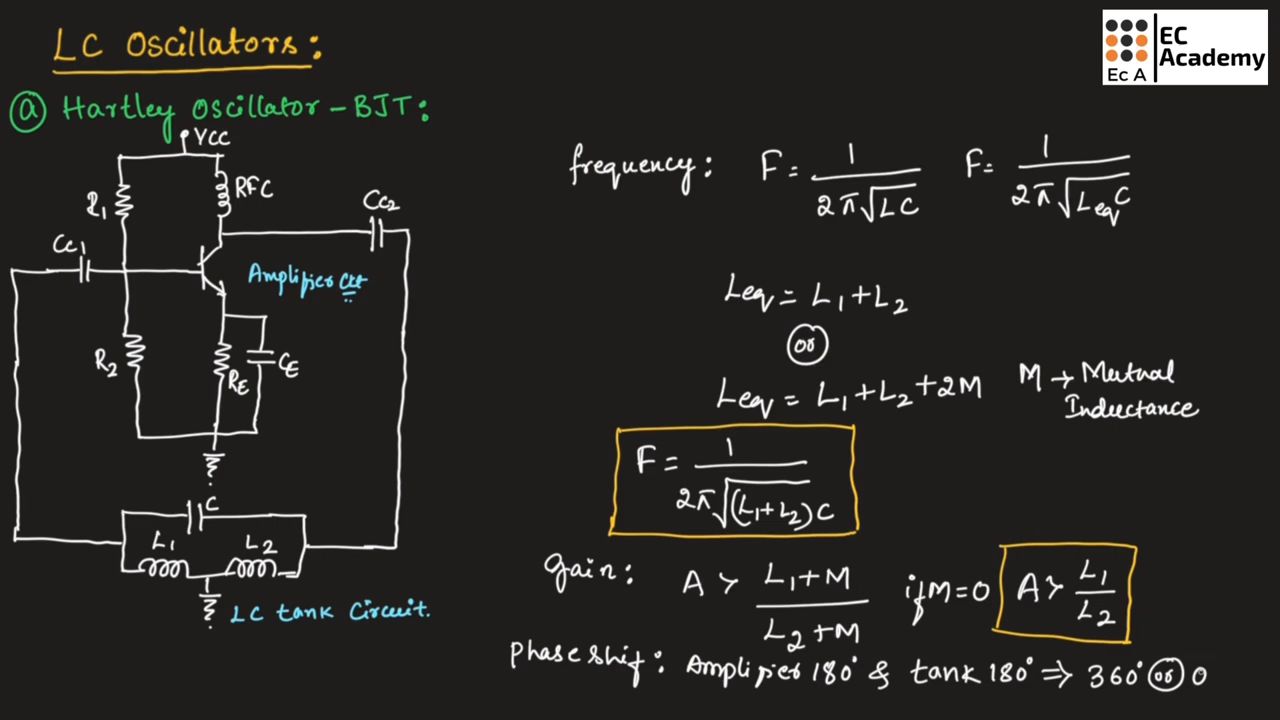 LC Oscillators:
EC
Academy
Ec A
ⓐ Hartley Oscillator - BJT:
VCC
R1
RFC
Cc1
Cc2
Amplifier ckt
R2
RE
CE
C
L1
L2
LC tank Circuit.
frequency: F = 1 / 2π√LC F = 1 / 2π√Leq C
Leq = L1 + L2
or
Leq = L1 + L2 + 2M
M → Mutual
Inductance
F = 1 / 2π√(L1+L2)C
Gain: A > L1+M / L2+M if M=0 A > L1 / L2
Phase shif: Amplifier 180° & tank 180° ⇒ 360° or 0